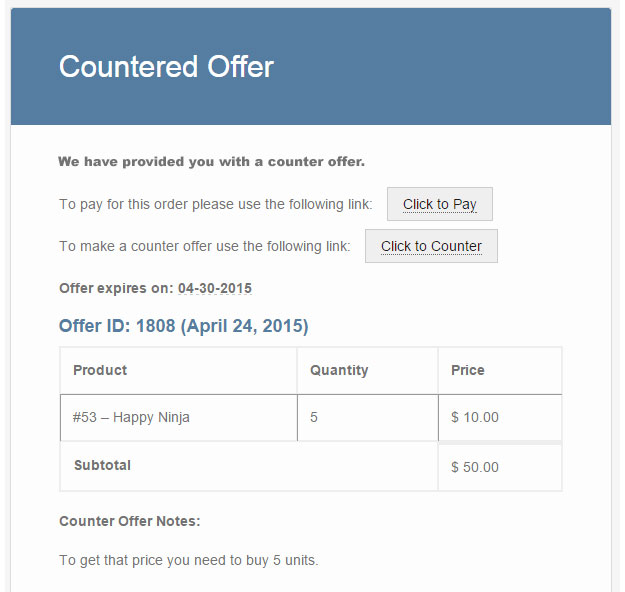 Countered Offer
We have provided you with a counter offer.
To pay for this order please use the following link: Click to Pay
To make a counter offer use the following link: Click to Counter
Offer expires on: 04-30-2015
Offer ID: 1808 (April 24, 2015)
Product Quantity Price
#53 – Happy Ninja 5 $ 10.00
Subtotal $ 50.00
Counter Offer Notes:
To get that price you need to buy 5 units.